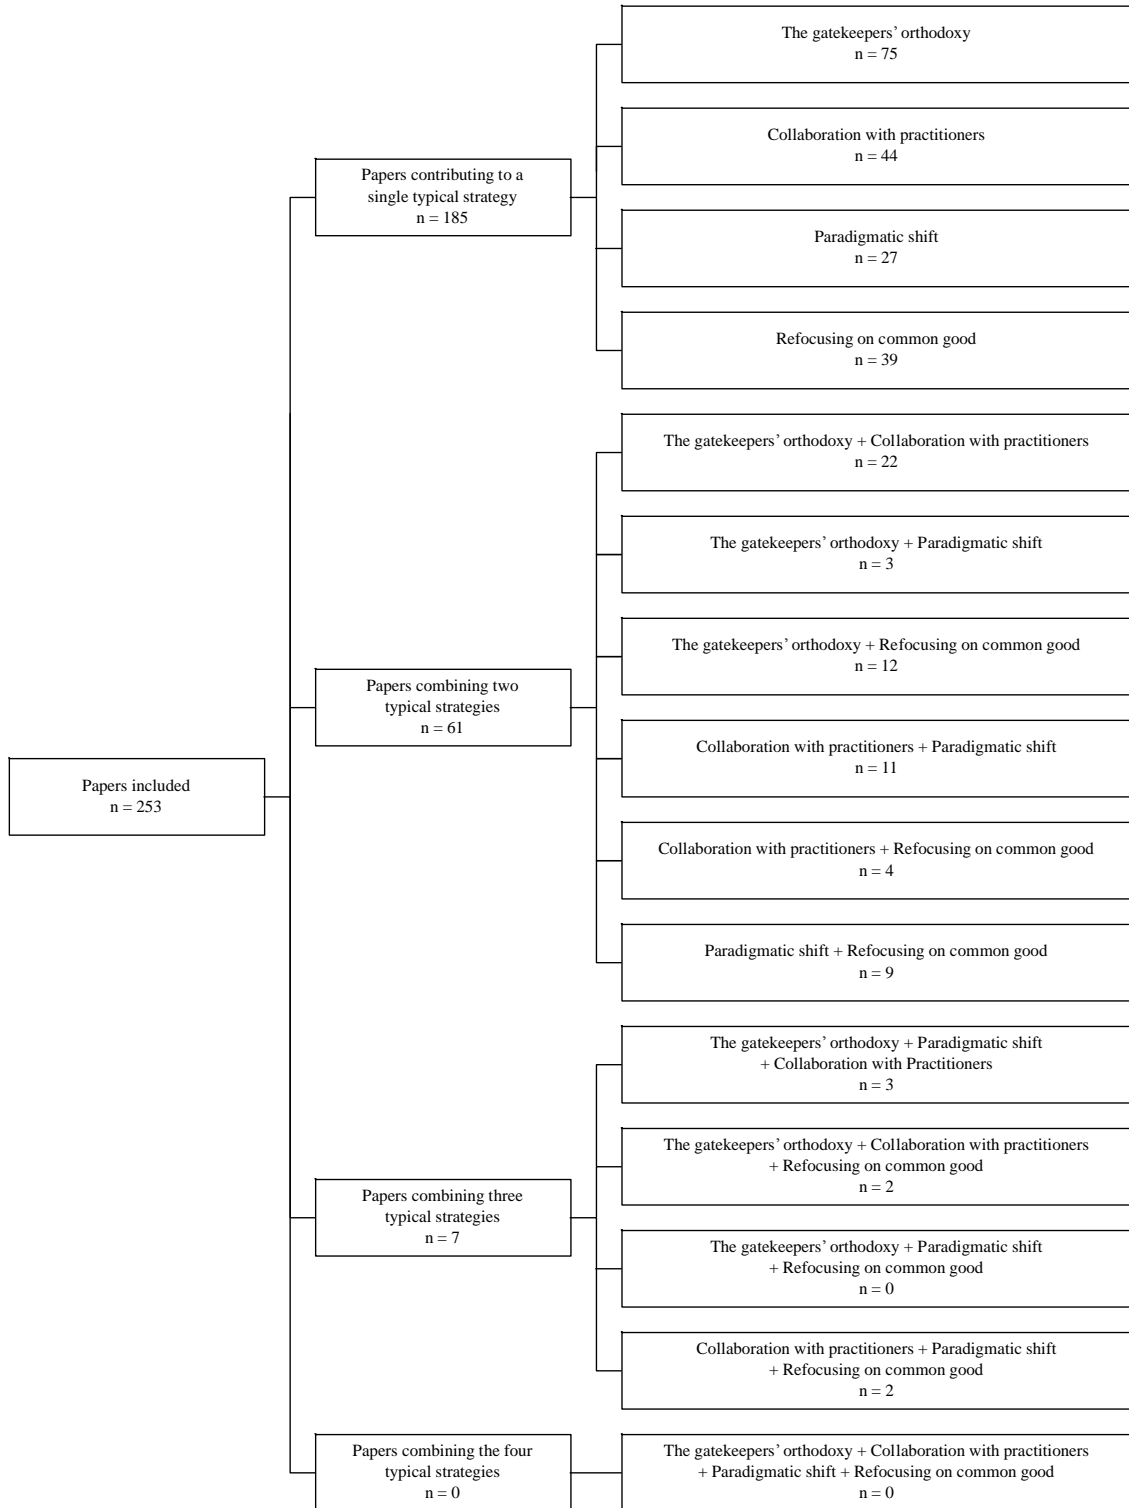 The gatekeepers’ orthodoxy
n = 75
Collaboration with practitioners
n = 44
Papers contributing to a
single typical strategy
n = 185
Paradigmatic shift
n = 27
Refocusing on common good
n = 39
The gatekeepers’ orthodoxy + Collaboration with practitioners
n = 22
The gatekeepers’ orthodoxy + Paradigmatic shift
n = 3
The gatekeepers’ orthodoxy + Refocusing on common good
n = 12
Papers combining two
typical strategies
n = 61
Collaboration with practitioners + Paradigmatic shift
n = 11
Papers included
n = 253
Collaboration with practitioners + Refocusing on common good
n = 4
Paradigmatic shift + Refocusing on common good
n = 9
The gatekeepers’ orthodoxy + Paradigmatic shift
+ Collaboration with Practitioners
n = 3
The gatekeepers’ orthodoxy + Collaboration with practitioners
+ Refocusing on common good
n = 2
Papers combining three
typical strategies
n = 7
The gatekeepers’ orthodoxy + Paradigmatic shift
+ Refocusing on common good
n = 0
Collaboration with practitioners + Paradigmatic shift
+ Refocusing on common good
n = 2
Papers combining the four
typical strategies
n = 0
The gatekeepers’ orthodoxy + Collaboration with practitioners
+ Paradigmatic shift + Refocusing on common good
n = 0